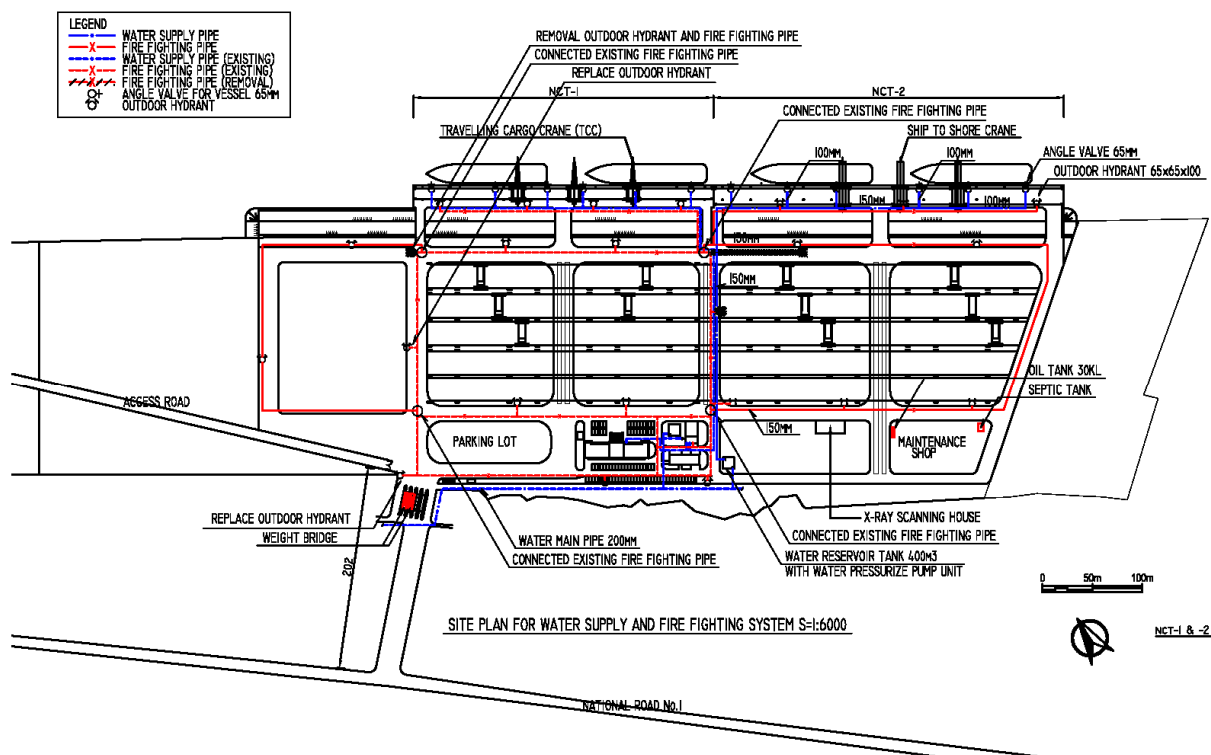 LEGEND
WATER SUPPLY PIPE
FIRE FIGHTING PIPE
WATER SUPPLY PIPE (EXISTING)
FIRE FIGHTING PIPE (EXISTING)
FIRE FIGHTING PIPE (REMOVAL)
ANGLE VALVE FOR VESSEL 65MM
OUTDOOR HYDRANT
REMOVAL OUTDOOR HYDRANT AND FIRE FIGHTING PIPE
CONNECTED EXISTING FIRE FIGHTING PIPE
REPLACE OUTDOOR HYDRANT
NCT-1
NCT-2
CONNECTED EXISTING FIRE FIGHTING PIPE
TRAVELLING CARGO CRANE (TCC)
SHIP TO SHORE CRANE
100MM
100MM
ANGLE VALVE 65MM
OUTDOOR HYDRANT 65x65x100
150MM
100MM
150MM
150MM
OIL TANK 30KL
SEPTIC TANK
ACCESS ROAD
150MM
PARKING LOT
MAINTENANCE
SHOP
REPLACE OUTDOOR HYDRANT
WEIGHT BRIDGE
X-RAY SCANNING HOUSE
WATER MAIN PIPE 200MM
CONNECTED EXISTING FIRE FIGHTING PIPE
CONNECTED EXISTING FIRE FIGHTING PIPE
WATER RESERVOIR TANK 400M3
WITH WATER PRESSURIZE PUMP UNIT
202
0 50m 100m
SITE PLAN FOR WATER SUPPLY AND FIRE FIGHTING SYSTEM S=1:6000
NCT-1 & -2
NATIONAL ROAD No.1